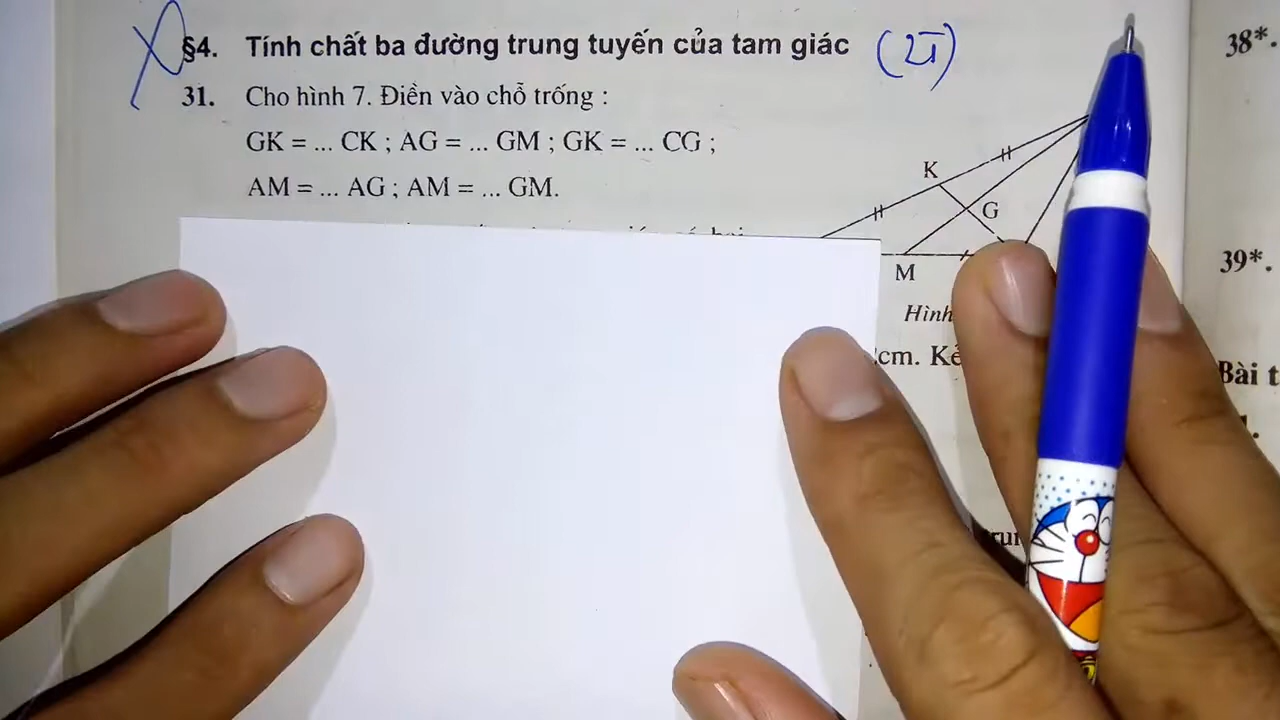 §4. Tính chất ba đường trung tuyến của tam giác
31. Cho hình 7. Điền vào chỗ trống :
GK = ... CK ; AG = ... GM ; GK = ... CG ;
AM = ... AG ; AM = ... GM.
K
G
M
Hình
cm. Kẻ
38*.
39*.
Bài t